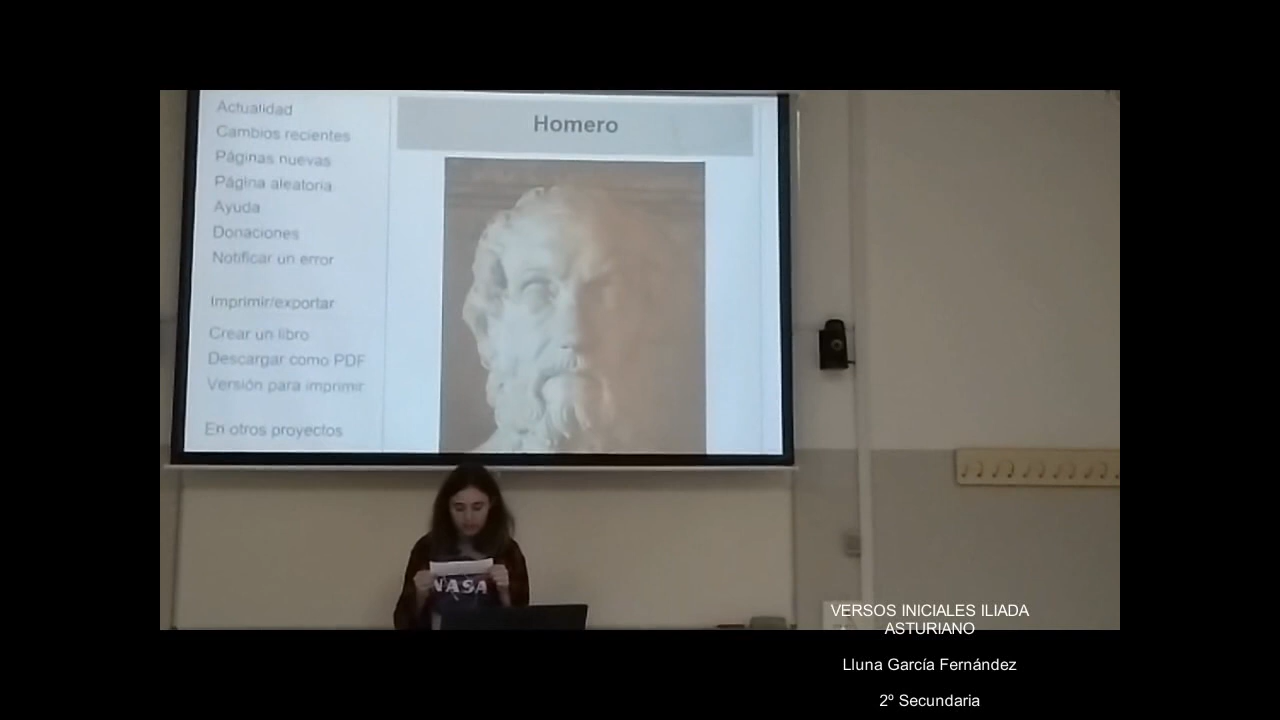 Actualidad
Cambios recientes
Páginas nuevas
Página aleatoria
Ayuda
Donaciones
Notificar un error
Imprimir/exportar
Crear un libro
Descargar como PDF
Versión para imprimir
En otros proyectos
Homero
NASA
VERSOS INICIALES ILIADA
ASTURIANO
Lluna García Fernández
2º Secundaria